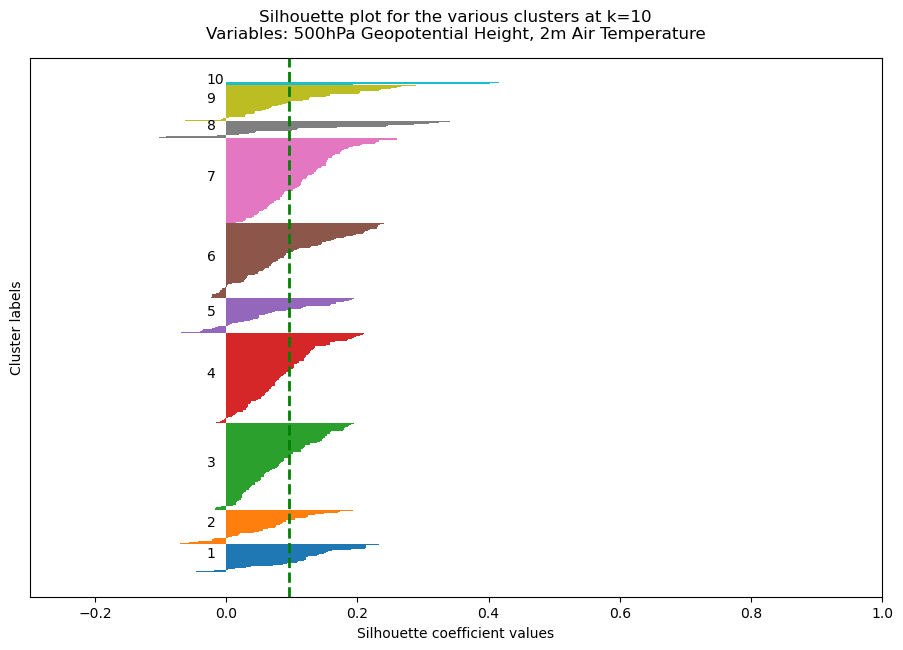 Silhouette plot for the various clusters at k=10
Variables: 500hPa Geopotential Height, 2m Air Temperature
10
9
8
7
6
5
4
3
2
1
Cluster labels
−0.2 0.0 0.2 0.4 0.6 0.8 1.0
Silhouette coefficient values